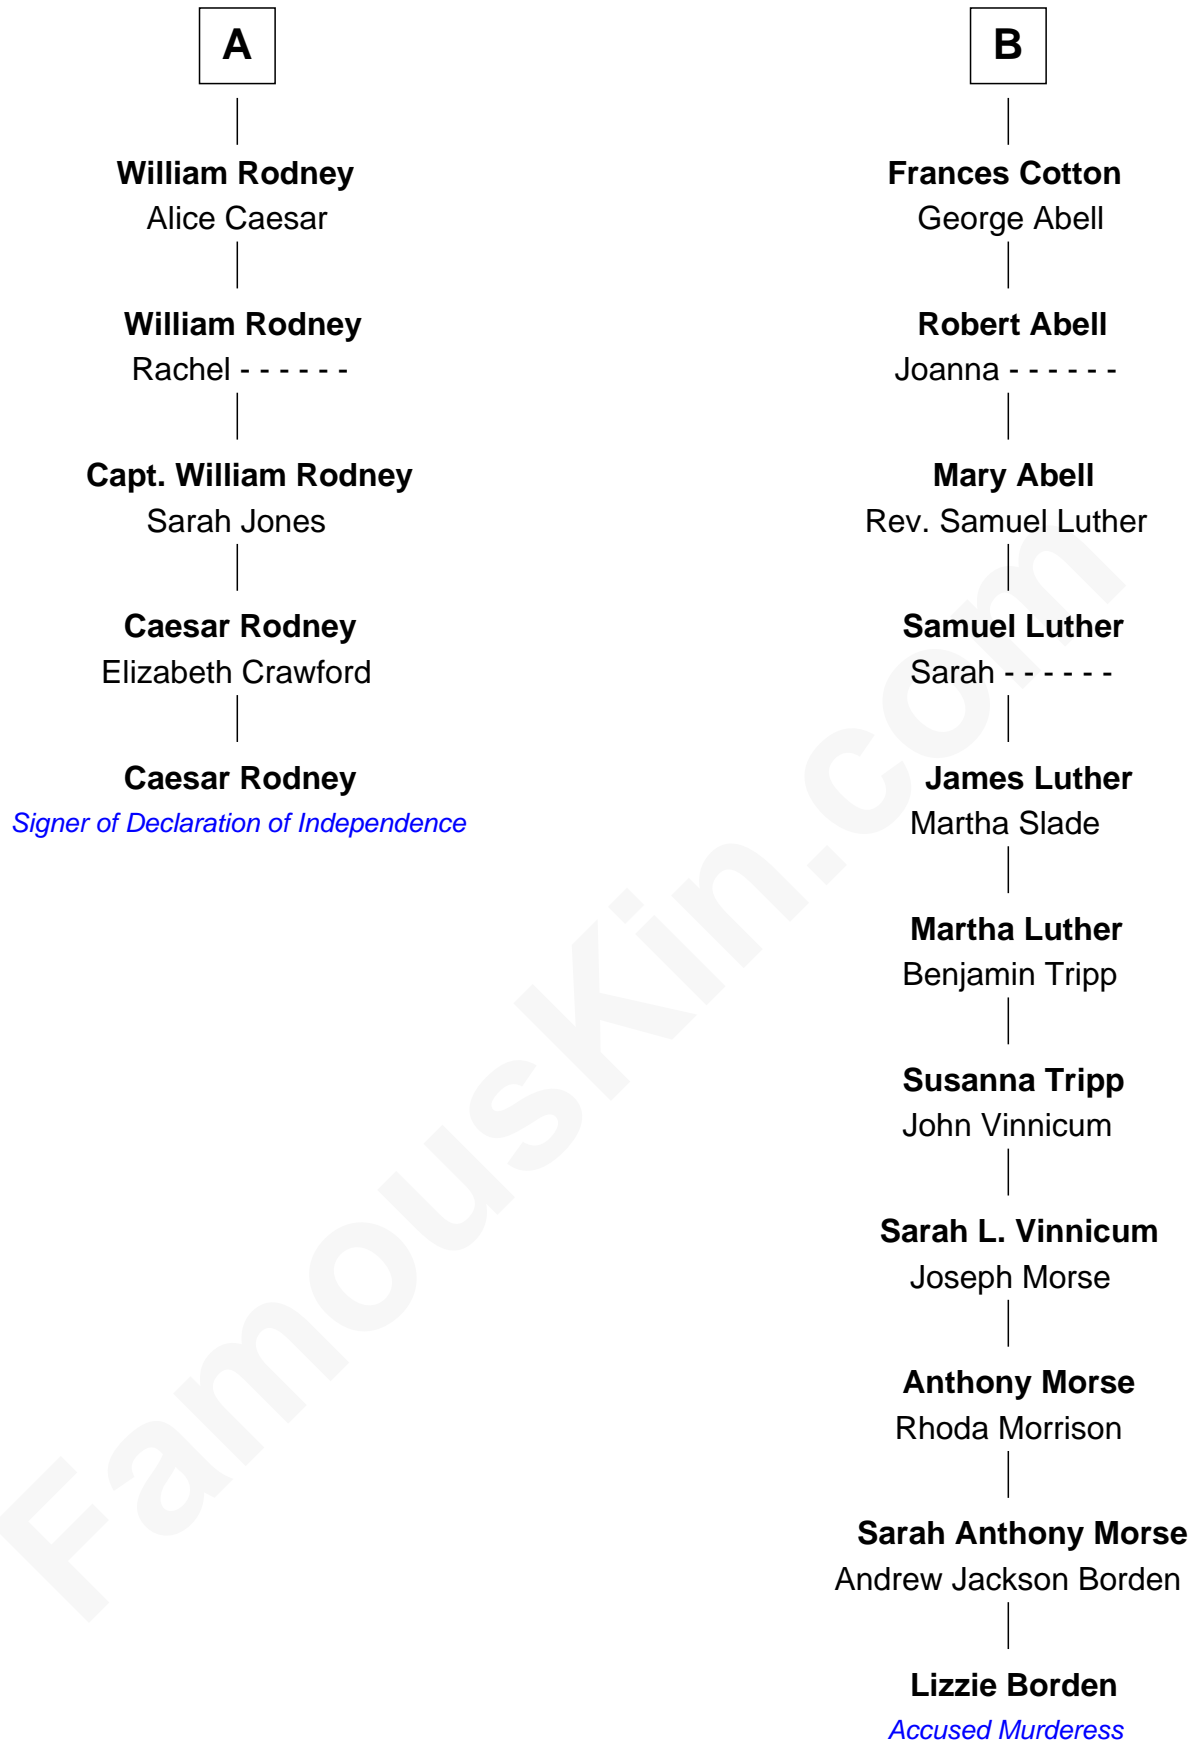 A
William Rodney
Alice Caesar
William Rodney
Rachel - - - - - -
Capt. William Rodney
Sarah Jones
Caesar Rodney
Elizabeth Crawford
Caesar Rodney
Signer of Declaration of Independence
B
Frances Cotton
George Abell
Robert Abell
Joanna - - - - - -
Mary Abell
Rev. Samuel Luther
Samuel Luther
Sarah - - - - - -
James Luther
Martha Slade
Martha Luther
Benjamin Tripp
Susanna Tripp
John Vinnicum
Sarah L. Vinnicum
Joseph Morse
Anthony Morse
Rhoda Morrison
Sarah Anthony Morse
Andrew Jackson Borden
Lizzie Borden
Accused Murderess
FamousKin.com